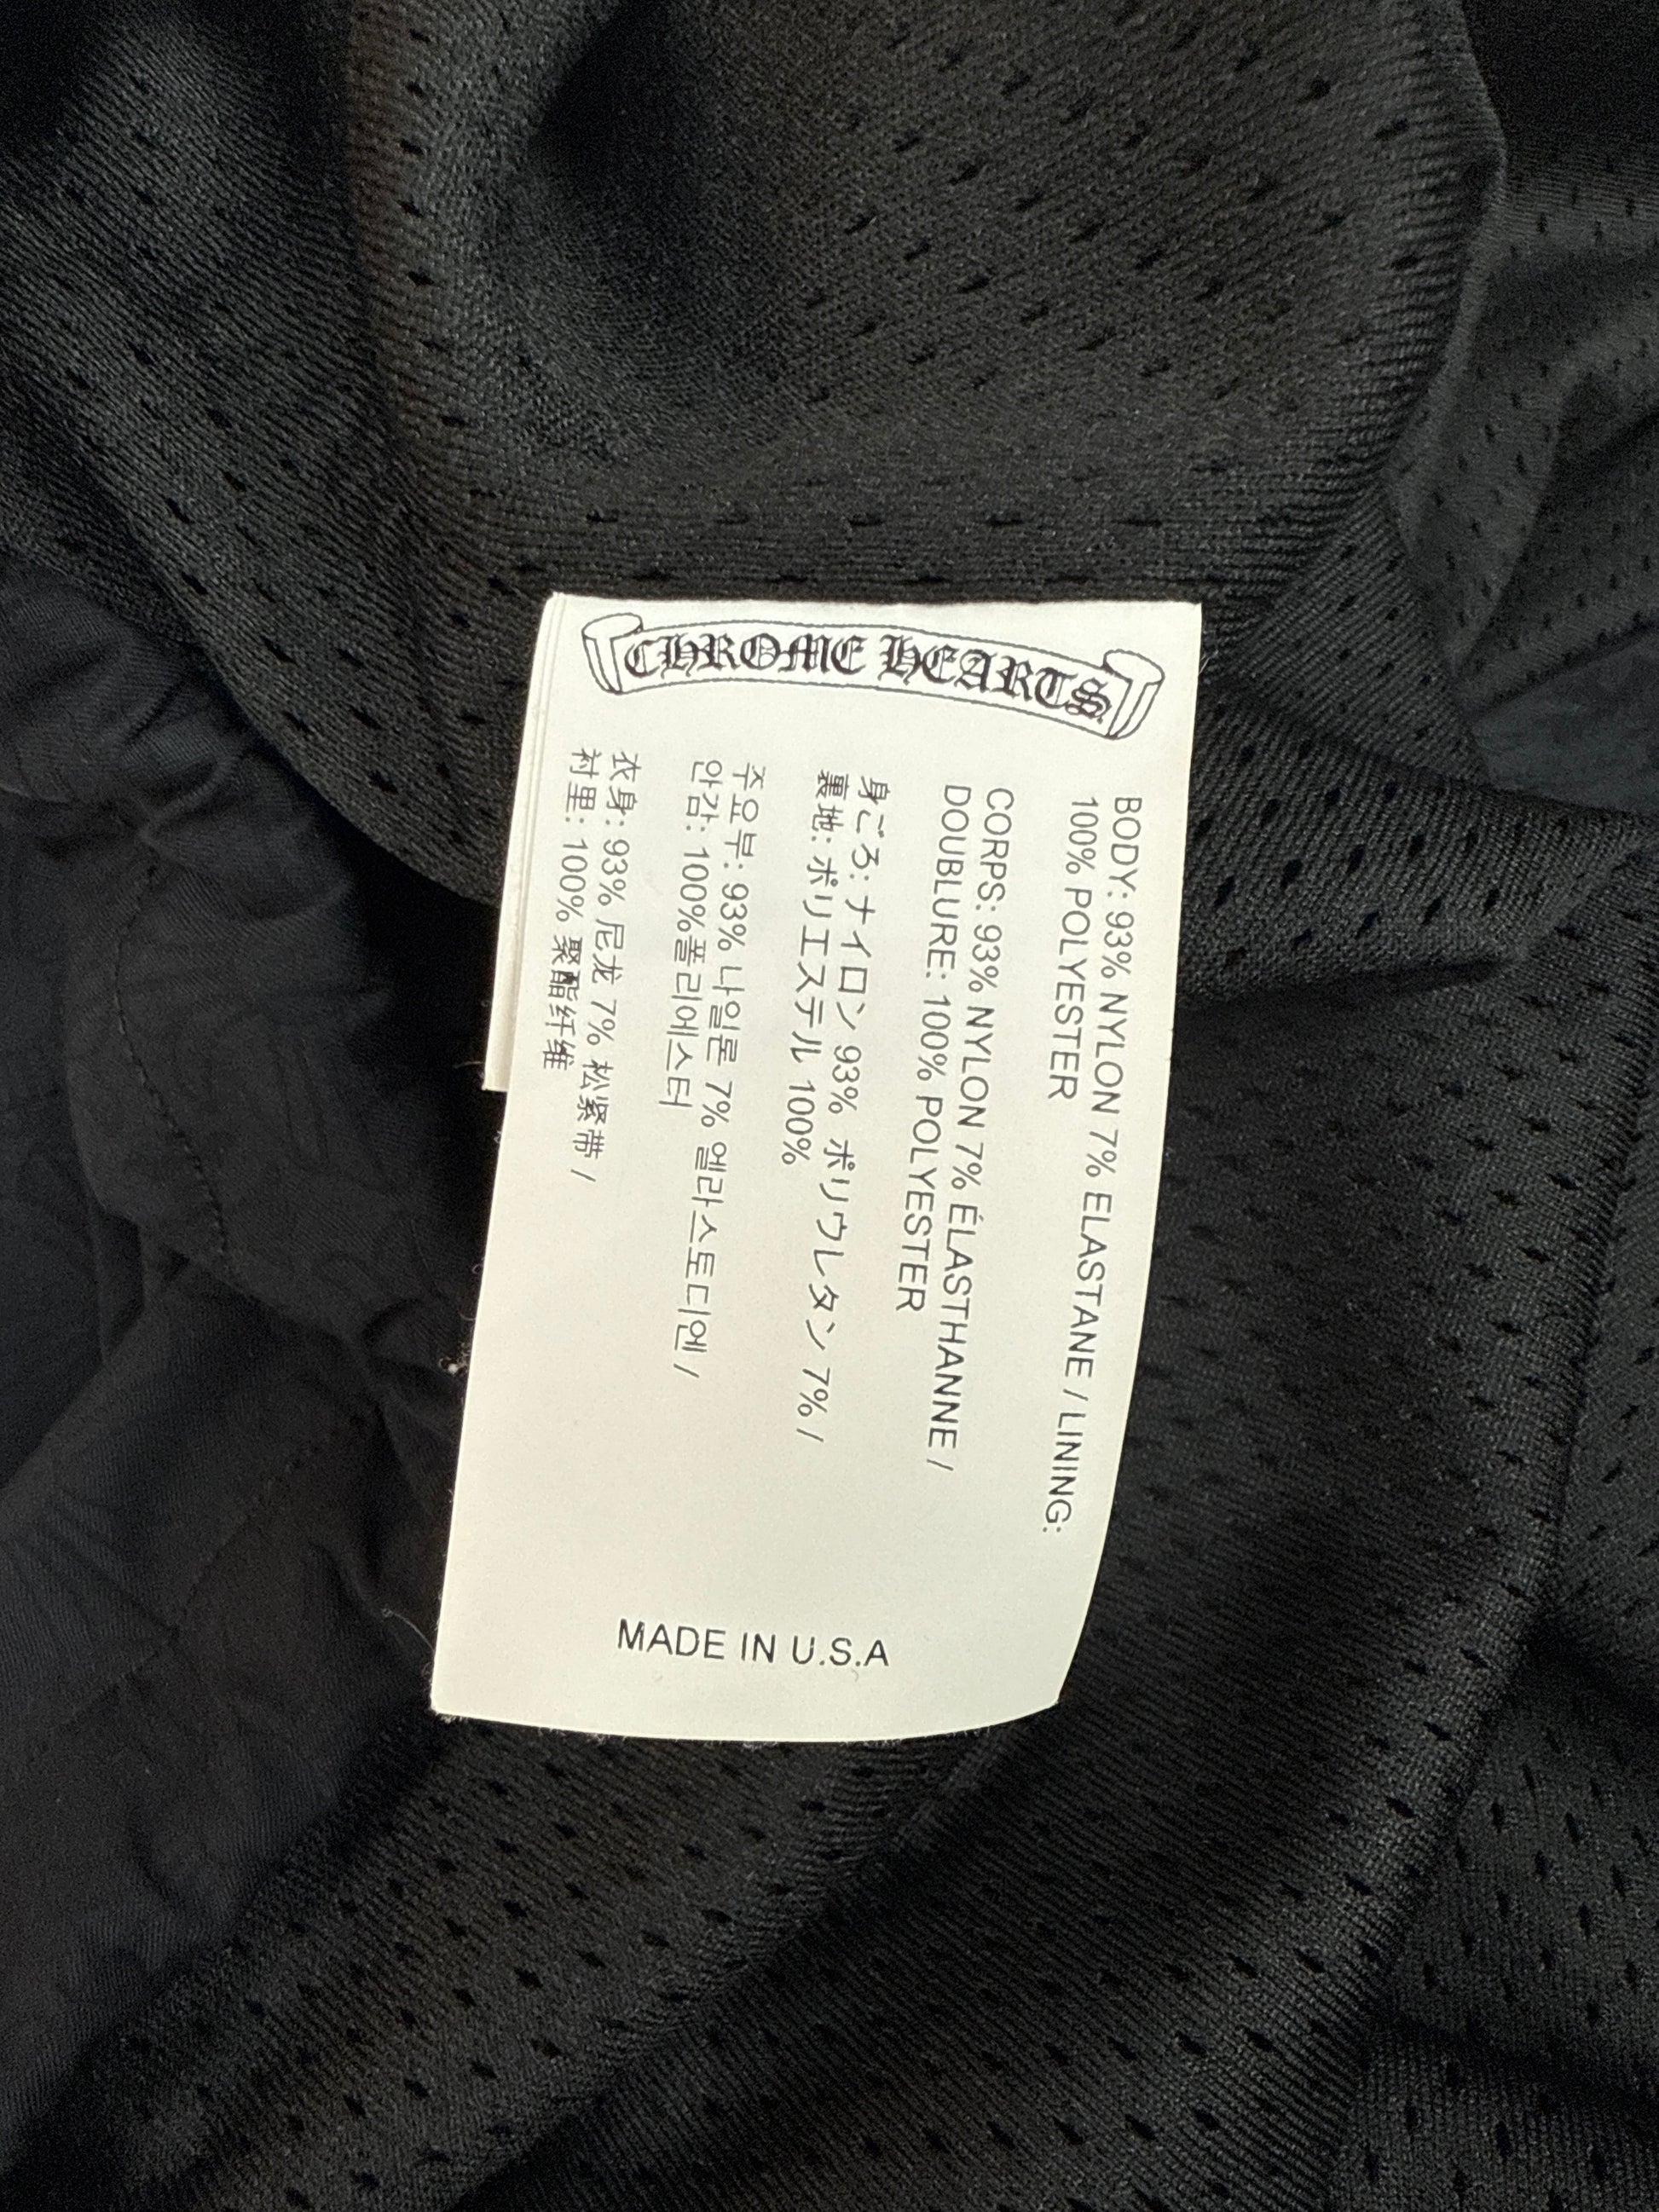 CHROME HEARTS
BODY: 93% NYLON 7% ELASTANE / LINING:
100% POLYESTER
CORPS: 93% NYLON 7% ÉLASTHANNE /
DOUBLURE: 100% POLYESTER
身ごろ: ナイロン 93% ポリウレタン 7% /
裏地: ポリエステル 100%
주요부: 93% 나일론 7% 엘라스토디엔 /
안감: 100%폴리에스터
衣身: 93% 尼龙 7% 松紧带 /
衬里: 100% 聚酯纤维
MADE IN U.S.A